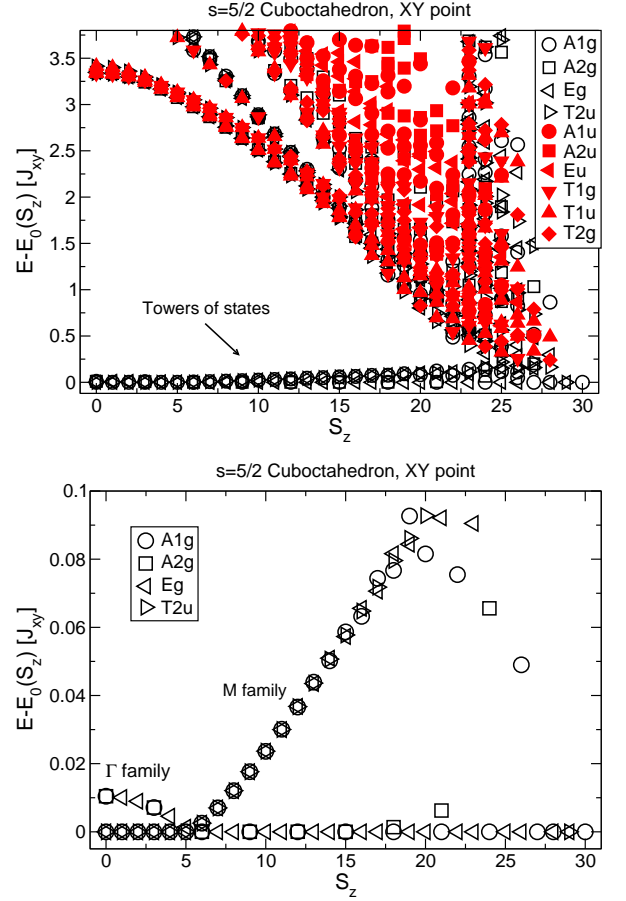 s=5/2 Cuboctahedron, XY point
3.5
3
2.5
2
1.5
1
0.5
0
E-E0(Sz) [Jxy]
A1g
A2g
Eg
T2u
A1u
A2u
Eu
T1g
T1u
T2g
Towers of states
0 5 10 15 20 25 30
Sz
s=5/2 Cuboctahedron, XY point
0.1
0.08
0.06
0.04
0.02
0
E-E0(Sz) [Jxy]
A1g
A2g
Eg
T2u
M family
Γ family
0 5 10 15 20 25 30
Sz